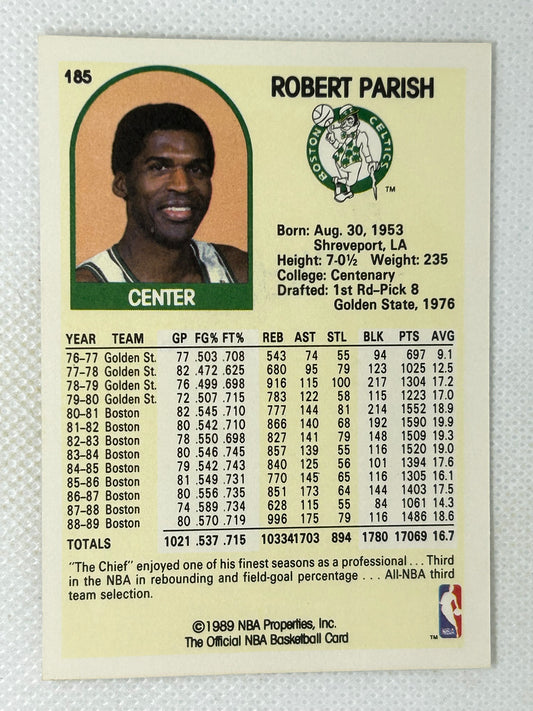 185
ROBERT PARISH
BOSTON CELTICS
TM
Born: Aug. 30, 1953
Shreveport, LA
Height: 7-0½ Weight: 235
College: Centenary
Drafted: 1st Rd-Pick 8
Golden State, 1976
CENTER
YEAR TEAM GP FG% FT% REB AST STL BLK PTS AVG
76-77 Golden St. 77 .503 .708 543 74 55 94 697 9.1
77-78 Golden St. 82 .472 .625 680 95 79 123 1025 12.5
78-79 Golden St. 76 .499 .698 916 115 100 217 1304 17.2
79-80 Golden St. 72 .507 .715 783 122 58 115 1223 17.0
80-81 Boston 82 .545 .710 777 144 81 214 1552 18.9
81-82 Boston 80 .542 .710 866 140 68 192 1590 19.9
82-83 Boston 78 .550 .698 827 141 79 148 1509 19.3
83-84 Boston 80 .546 .745 857 139 55 116 1520 19.0
84-85 Boston 79 .542 .743 840 125 56 101 1394 17.6
85-86 Boston 81 .549 .731 770 145 65 116 1305 16.1
86-87 Boston 80 .556 .735 851 173 64 144 1403 17.5
87-88 Boston 74 .589 .734 628 115 55 84 1061 14.3
88-89 Boston 80 .570 .719 996 175 79 116 1486 18.6
TOTALS 1021 .537 .715 10334 1703 894 1780 17069 16.7
"The Chief" enjoyed one of his finest seasons as a professional . . . Third
in the NBA in rebounding and field-goal percentage . . . All-NBA third
team selection.
©1989 NBA Properties, Inc.
The Official NBA Basketball Card
TM
NBA